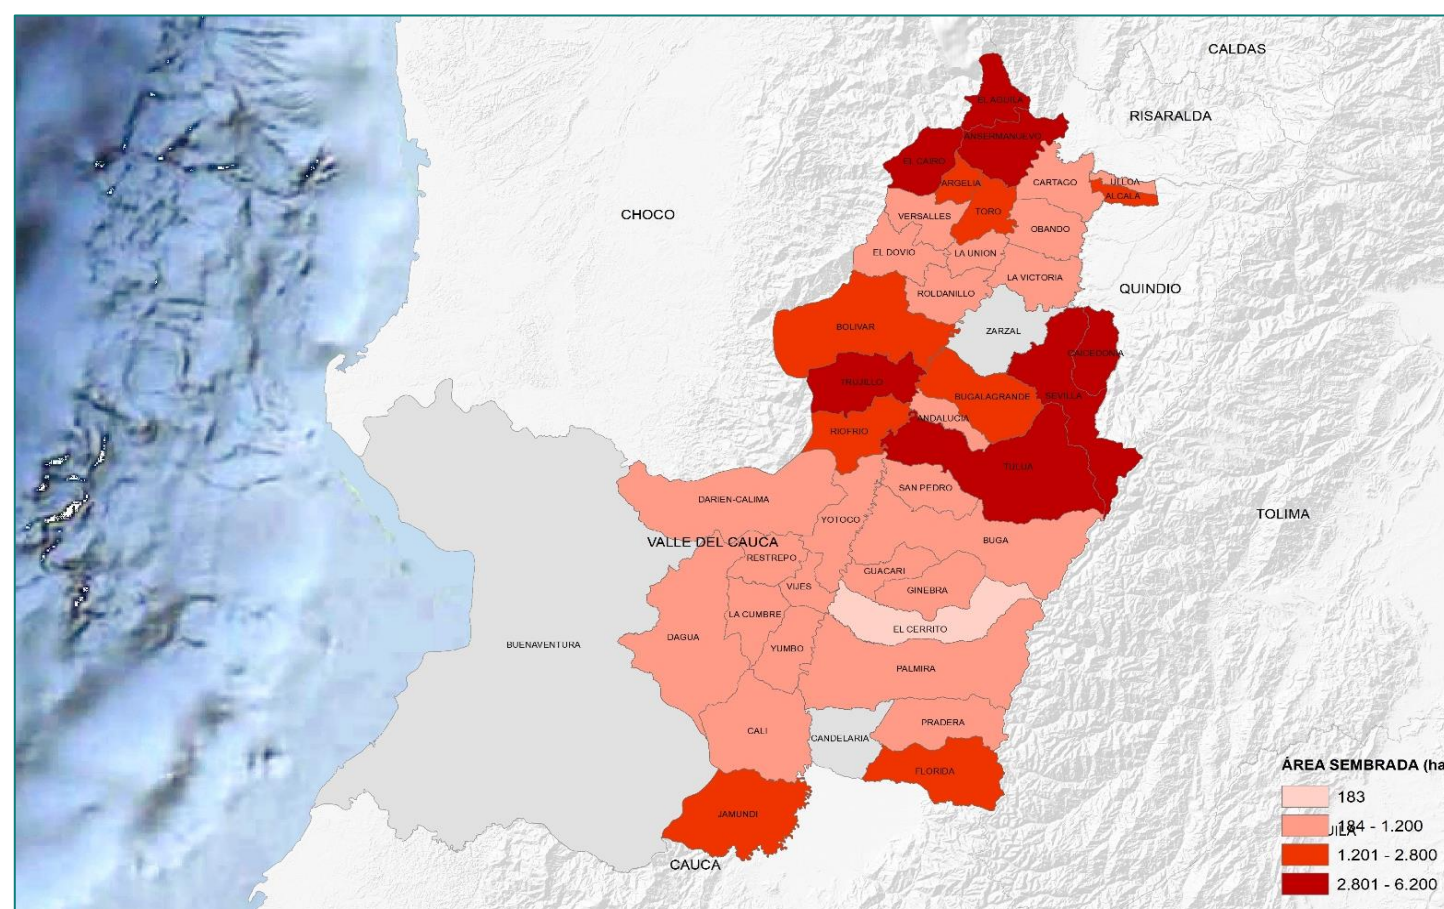 CALDAS
EL AGUILA
RISARALDA
ANSERMANUEVO
EL CAIRO
ARGELIA
CARTAGO
ULLOA
ALCALA
CHOCO
VERSALLES
TORO
OBANDO
EL DOVIO
LA UNION
LA VICTORIA
ROLDANILLO
QUINDIO
BOLIVAR
ZARZAL
CAICEDONIA
TRUJILLO
BUGALAGRANDE
SEVILLA
ANDALUCIA
RIOFRIO
TULUA
SAN PEDRO
DARIEN-CALIMA
TOLIMA
YOTOCO
VALLE DEL CAUCA
BUGA
RESTREPO
GUACARI
VIJES
GINEBRA
LA CUMBRE
EL CERRITO
DAGUA
BUENAVENTURA
YUMBO
PALMIRA
PRADERA
CALI
CANDELARIA
FLORIDA
JAMUNDI
CAUCA
ÁREA SEMBRADA (ha
183
184 - 1.200
1.201 - 2.800
2.801 - 6.200